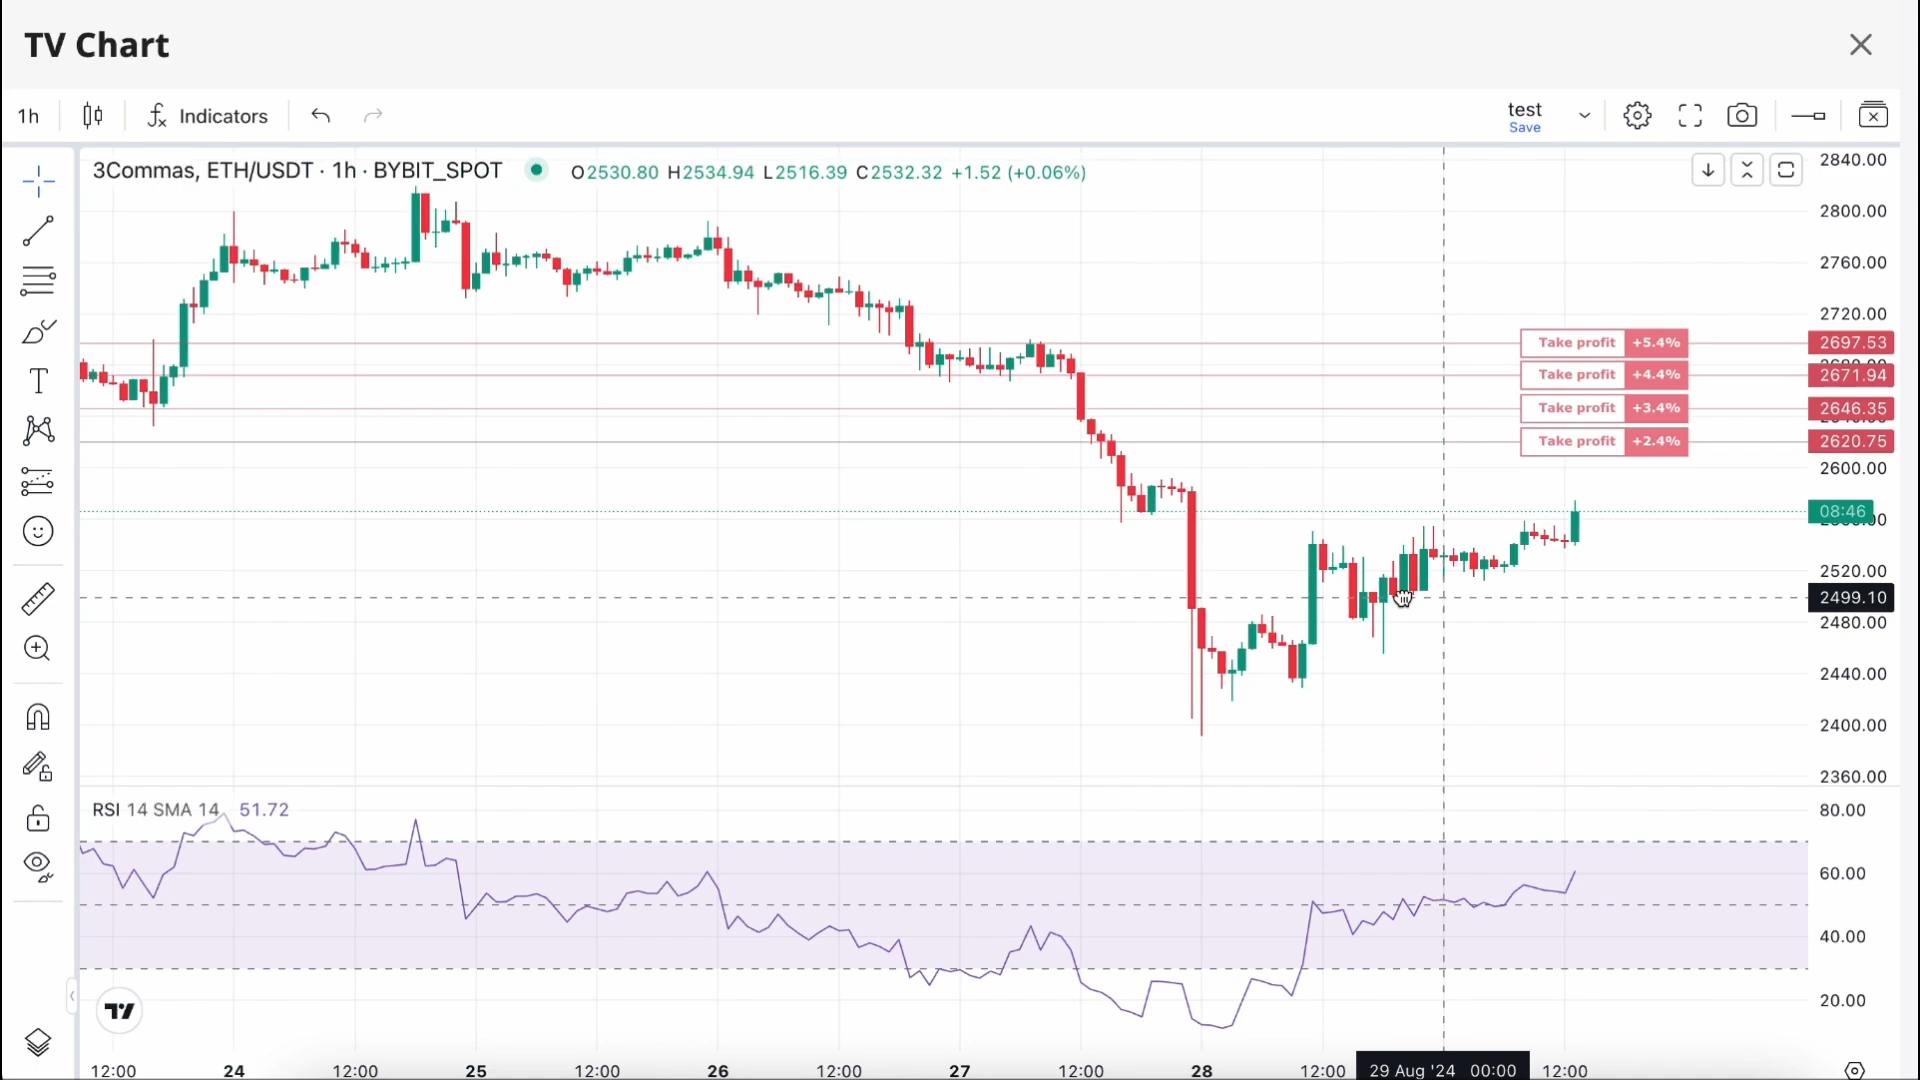 TV Chart
1h
Indicators
test
Save
3Commas, ETH/USDT · 1h · BYBIT_SPOT
O2530.80 H2534.94 L2516.39 C2532.32 +1.52 (+0.06%)
2840.00
2800.00
2760.00
2720.00
Take profit +5.4% 2697.53
Take profit +4.4% 2671.94
Take profit +3.4% 2646.35
Take profit +2.4% 2620.75
2600.00
08:46
2520.00
2499.10
2480.00
2440.00
2400.00
2360.00
RSI 14 SMA 14 51.72
80.00
60.00
40.00
20.00
12:00 24 12:00 25 12:00 26 12:00 27 12:00 28 12:00 29 Aug '24 00:00 12:00